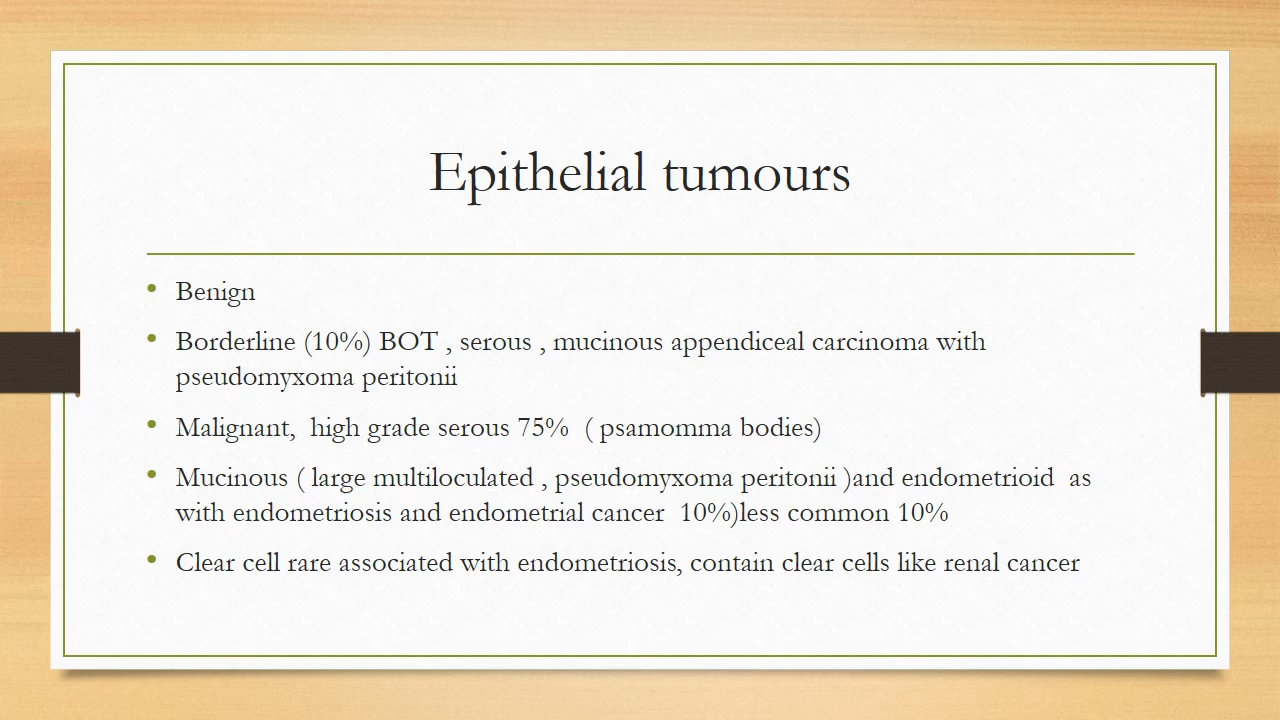 Epithelial tumours
• Benign
• Borderline (10%) BOT , serous , mucinous appendiceal carcinoma with
pseudomyxoma peritonii
• Malignant,  high grade serous 75%  ( psamomma bodies)
• Mucinous ( large multiloculated , pseudomyxoma peritonii )and endometrioid  as
with endometriosis and endometrial cancer  10%)less common 10%
• Clear cell rare associated with endometriosis, contain clear cells like renal cancer